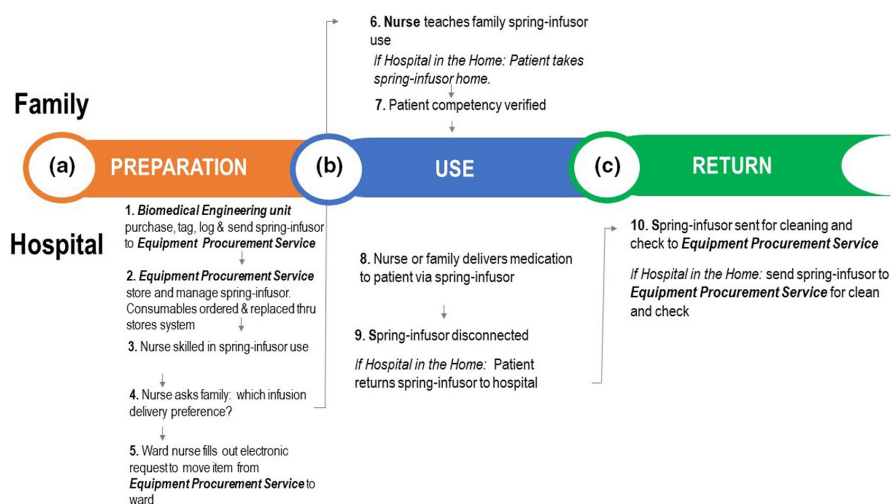 Family
Hospital
(a) PREPARATION
1. Biomedical Engineering unit
purchase, tag, log & send spring-infusor
to Equipment Procurement Service
2. Equipment Procurement Service
store and manage spring-infusor.
Consumables ordered & replaced thru
stores system
3. Nurse skilled in spring-infusor use
4. Nurse asks family: which infusion
delivery preference?
5. Ward nurse fills out electronic
request to move item from
Equipment Procurement Service to
ward
(b) USE
6. Nurse teaches family spring-infusor
use
If Hospital in the Home: Patient takes
spring-infusor home.
7. Patient competency verified
8. Nurse or family delivers medication
to patient via spring-infusor
9. Spring-infusor disconnected
If Hospital in the Home: Patient
returns spring-infusor to hospital
(c) RETURN
10. Spring-infusor sent for cleaning and
check to Equipment Procurement Service
If Hospital in the Home: send spring-infusor to
Equipment Procurement Service for clean
and check